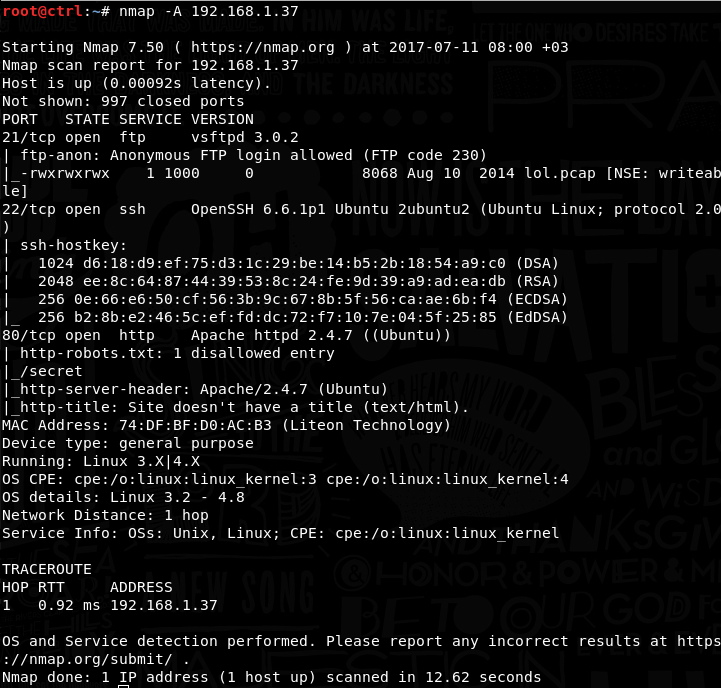 root@ctrl:~# nmap -A 192.168.1.37

Starting Nmap 7.50 ( https://nmap.org ) at 2017-07-11 08:00 +03
Nmap scan report for 192.168.1.37
Host is up (0.00092s latency).
Not shown: 997 closed ports
PORT   STATE SERVICE VERSION
21/tcp open  ftp     vsftpd 3.0.2
| ftp-anon: Anonymous FTP login allowed (FTP code 230)
|_-rwxrwxrwx    1 1000     0            8068 Aug 10  2014 lol.pcap [NSE: writeab
le]
22/tcp open  ssh     OpenSSH 6.6.1p1 Ubuntu 2ubuntu2 (Ubuntu Linux; protocol 2.0
)
| ssh-hostkey:
|   1024 d6:18:d9:ef:75:d3:1c:29:be:14:b5:2b:18:54:a9:c0 (DSA)
|   2048 ee:8c:64:87:44:39:53:8c:24:fe:9d:39:a9:ad:ea:db (RSA)
|   256 0e:66:e6:50:cf:56:3b:9c:67:8b:5f:56:ca:ae:6b:f4 (ECDSA)
|_  256 b2:8b:e2:46:5c:ef:fd:dc:72:f7:10:7e:04:5f:25:85 (EdDSA)
80/tcp open  http    Apache httpd 2.4.7 ((Ubuntu))
| http-robots.txt: 1 disallowed entry
|_/secret
|_http-server-header: Apache/2.4.7 (Ubuntu)
|_http-title: Site doesn't have a title (text/html).
MAC Address: 74:DF:BF:D0:AC:B3 (Liteon Technology)
Device type: general purpose
Running: Linux 3.X|4.X
OS CPE: cpe:/o:linux:linux_kernel:3 cpe:/o:linux:linux_kernel:4
OS details: Linux 3.2 - 4.8
Network Distance: 1 hop
Service Info: OSs: Unix, Linux; CPE: cpe:/o:linux:linux_kernel

TRACEROUTE
HOP RTT     ADDRESS
1   0.92 ms 192.168.1.37

OS and Service detection performed. Please report any incorrect results at https
://nmap.org/submit/ .
Nmap done: 1 IP address (1 host up) scanned in 12.62 seconds